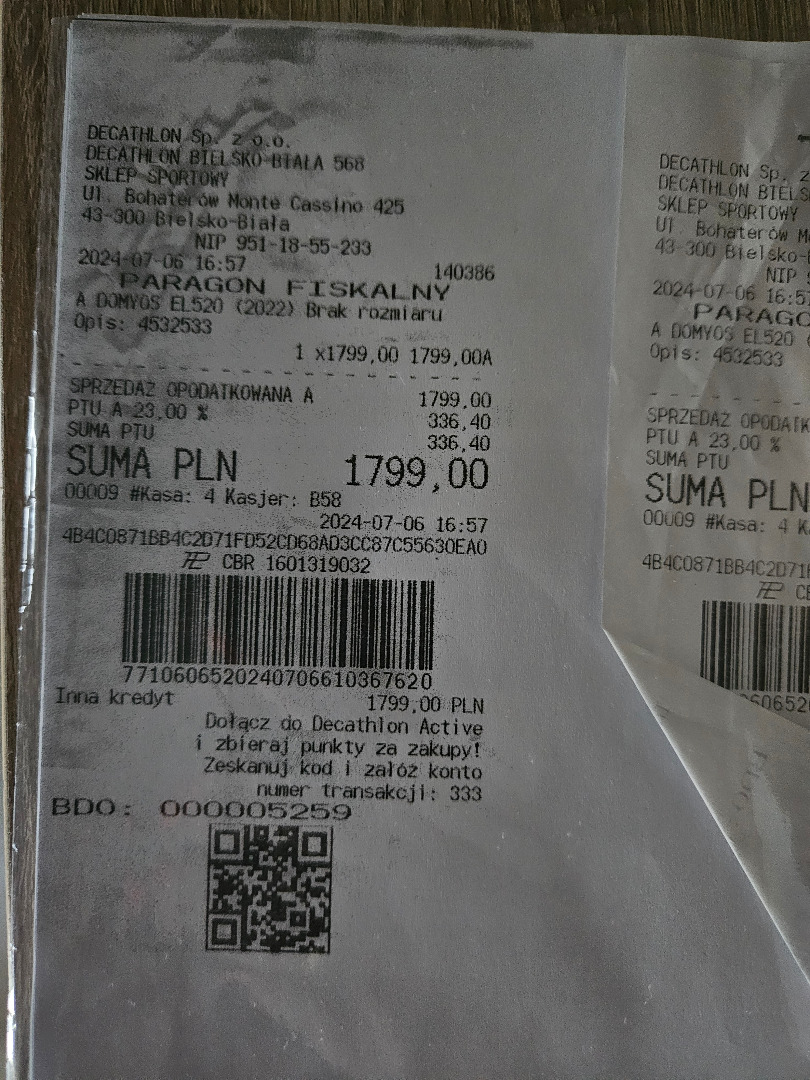 DECATHLON Sp. z o.o.
DECATHLON BIELSKO-BIAŁA 568
SKLEP SPORTOWY
Ul. Bohaterów Monte Cassino 425
43-300 Bielsko-Biała
NIP 951-18-55-233
2024-07-06 16:57 140386
PARAGON FISKALNY
A DOMYOS EL520 (2022) Brak rozmiaru
Opis: 4532533
1 x1799,00 1799,00A
SPRZEDAŻ OPODATKOWANA A 1799,00
PTU A 23,00 % 336,40
SUMA PTU 336,40
SUMA PLN 1799,00
00009 #Kasa: 4 Kasjer: B58
2024-07-06 16:57
4B4C0871BB4C2D71FD52CD68AD3CC87C55630EA0
CBR 1601319032
7710606520240706610367620
Inna kredyt 1799,00 PLN
Dołącz do Decathlon Active
i zbieraj punkty za zakupy!
Zeskanuj kod i załóż konto
numer transakcji: 333
BDO: 000005259
DECATHLON Sp. z
DECATHLON BIELS
SKLEP SPORTOWY
Ul. Bohaterów M
43-300 Bielsko-
NIP
2024-07-06 16:5
PARAGO
A DOMYOS EL520
Opis: 4532533
SPRZEDAŻ OPODATK
PTU A 23,00 %
SUMA PTU
SUMA PLN
00009 #Kasa: 4 K
4B4C0871BB4C2D71